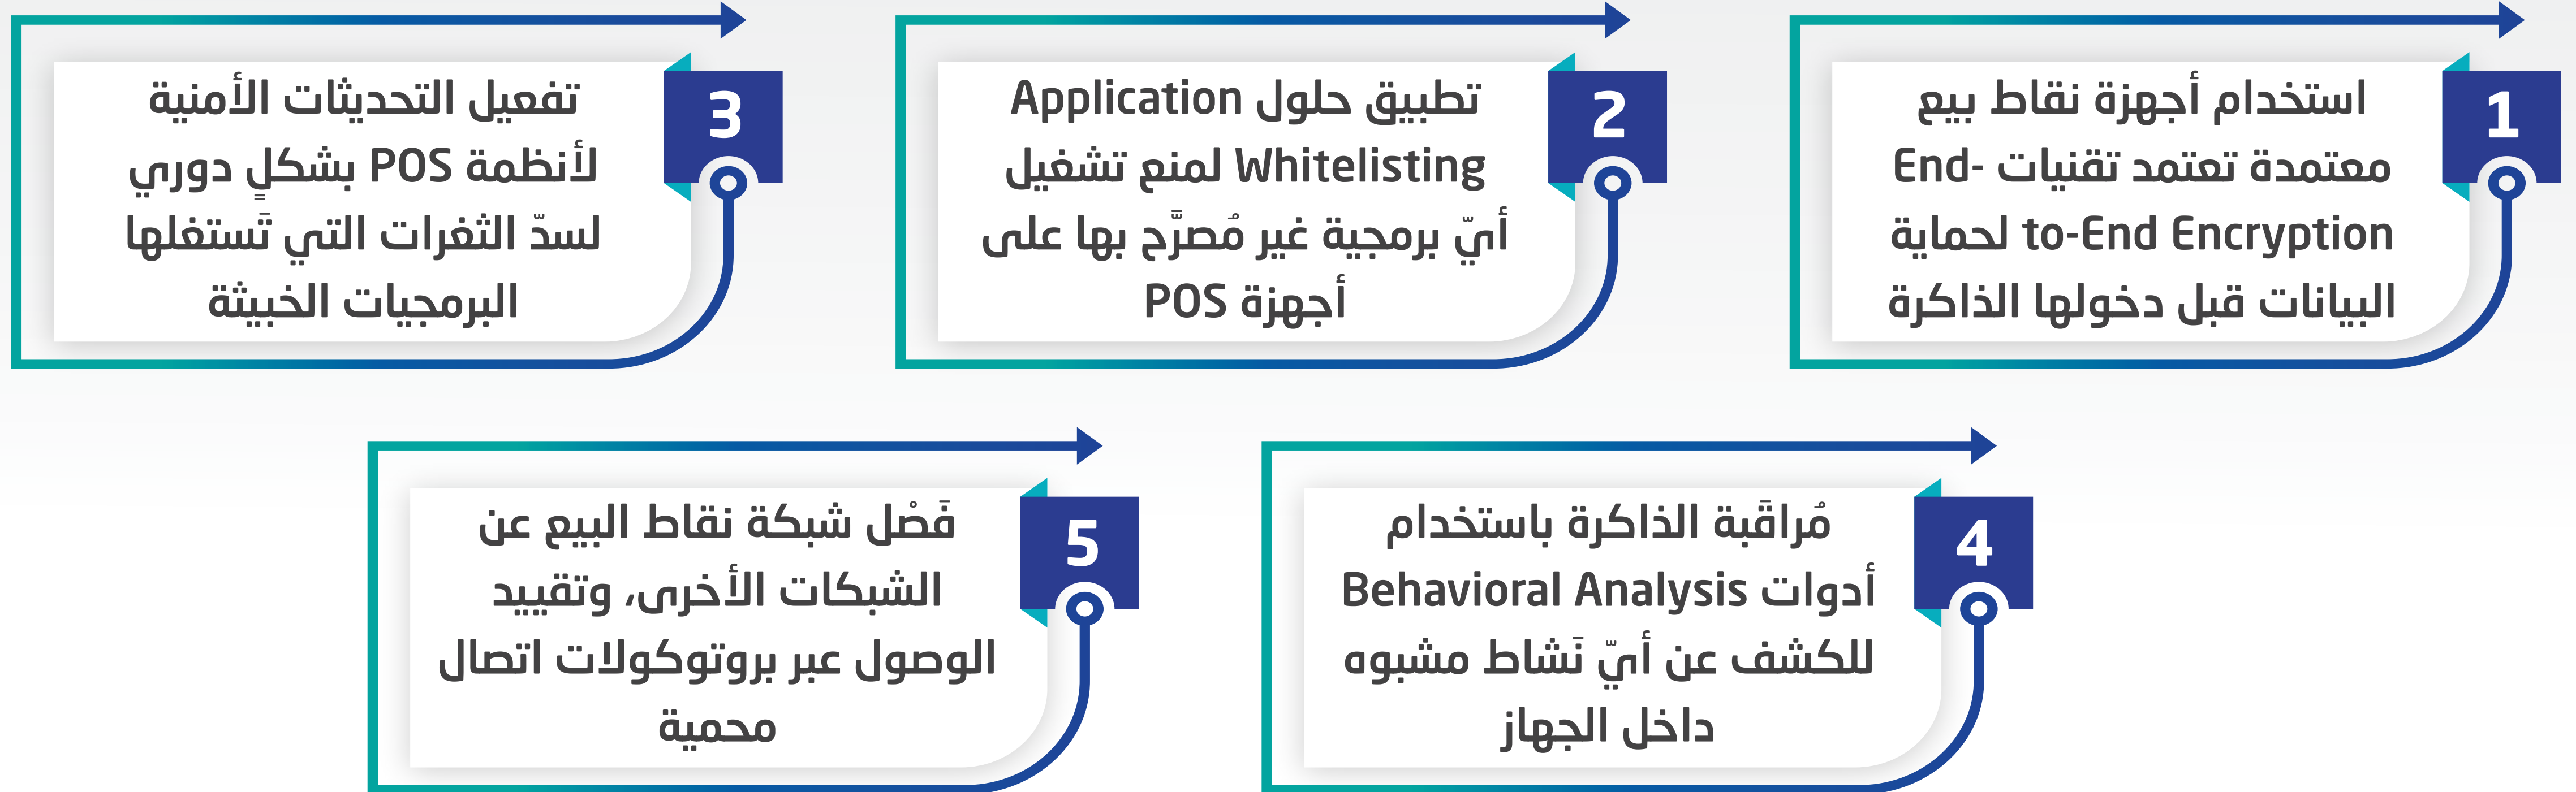 1
استخدام أجهزة نقاط بيع
معتمدة تعتمد تقنيات End-
to-End Encryption لحماية
البيانات قبل دخولها الذاكرة
2
تطبيق حلول Application
Whitelisting لمنع تشغيل
أيّ برمجية غير مُصرَّح بها على
أجهزة POS
3
تفعيل التحديثات الأمنية
لأنظمة POS بشكلٍ دوري
لسدّ الثغرات التي تَستغلها
البرمجيات الخبيثة
4
مُراقَبة الذاكرة باستخدام
أدوات Behavioral Analysis
للكشف عن أيّ نَشاط مشبوه
داخل الجهاز
5
فَصْل شبكة نقاط البيع عن
الشبكات الأخرى، وتقييد
الوصول عبر بروتوكولات اتصال
محمية